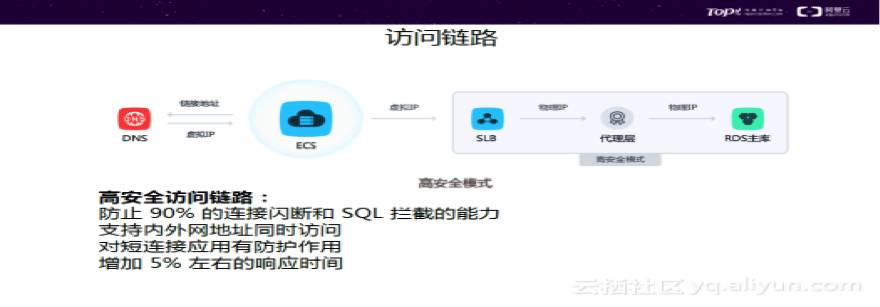 TOP
阿里云
访问链路
链接地址
DNS
虚拟IP
ECS
虚拟IP
SLB
物理IP
代理层
物理IP
RDS主库
高安全模式
高安全模式
高安全访问链路：
防止 90% 的连接闪断和 SQL 拦截的能力
支持内外网地址同时访问
对短连接应用有防护作用
增加 5% 左右的响应时间
云栖社区 yq.aliyun.com